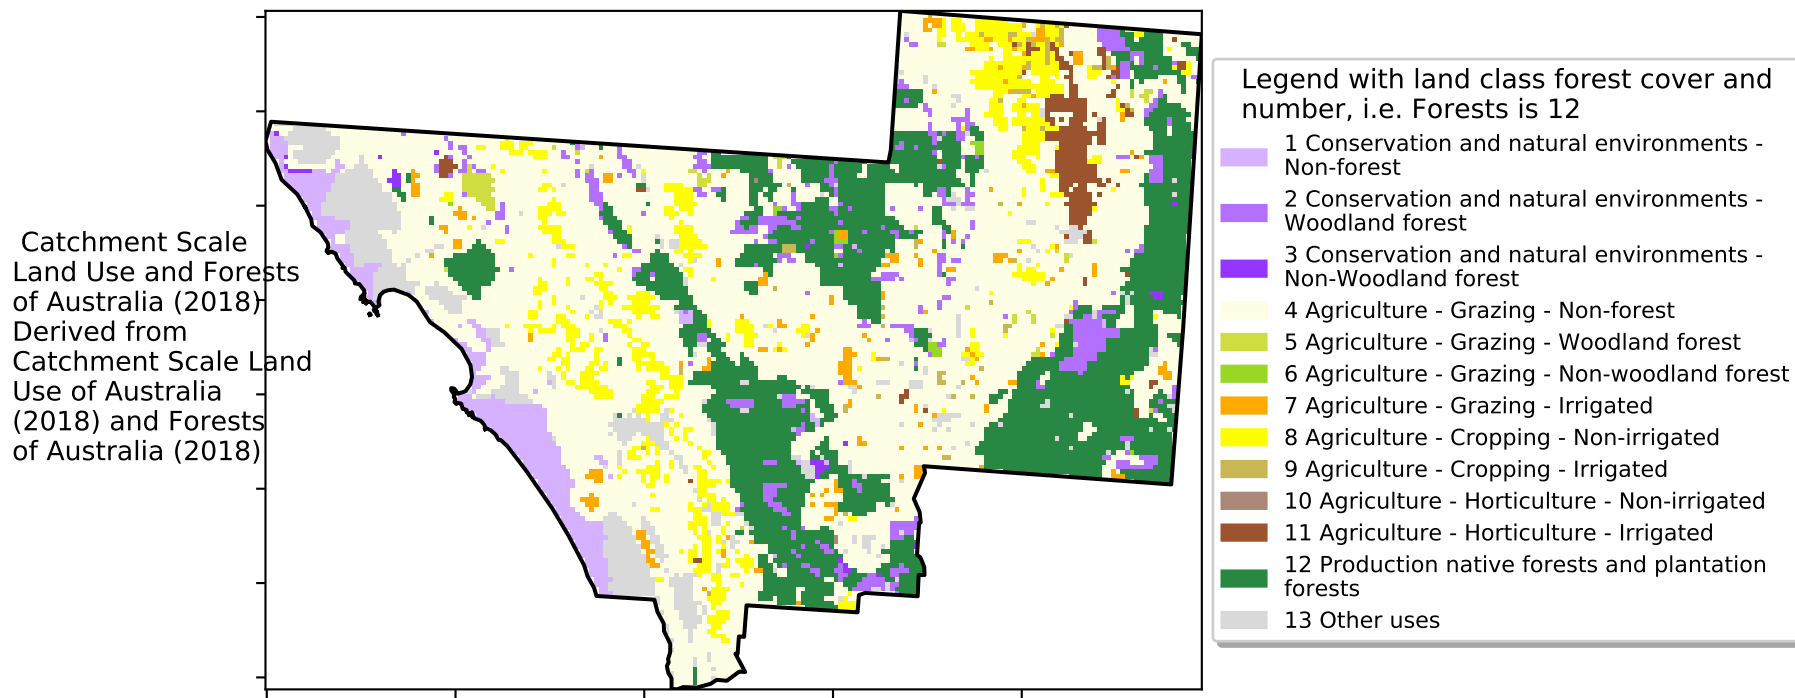 Catchment Scale
Land Use and Forests
of Australia (2018)
Derived from
Catchment Scale Land
Use of Australia
(2018) and Forests
of Australia (2018)
Legend with land class forest cover and
number, i.e. Forests is 12
1 Conservation and natural environments -
Non-forest
2 Conservation and natural environments -
Woodland forest
3 Conservation and natural environments -
Non-Woodland forest
4 Agriculture - Grazing - Non-forest
5 Agriculture - Grazing - Woodland forest
6 Agriculture - Grazing - Non-woodland forest
7 Agriculture - Grazing - Irrigated
8 Agriculture - Cropping - Non-irrigated
9 Agriculture - Cropping - Irrigated
10 Agriculture - Horticulture - Non-irrigated
11 Agriculture - Horticulture - Irrigated
12 Production native forests and plantation
forests
13 Other uses